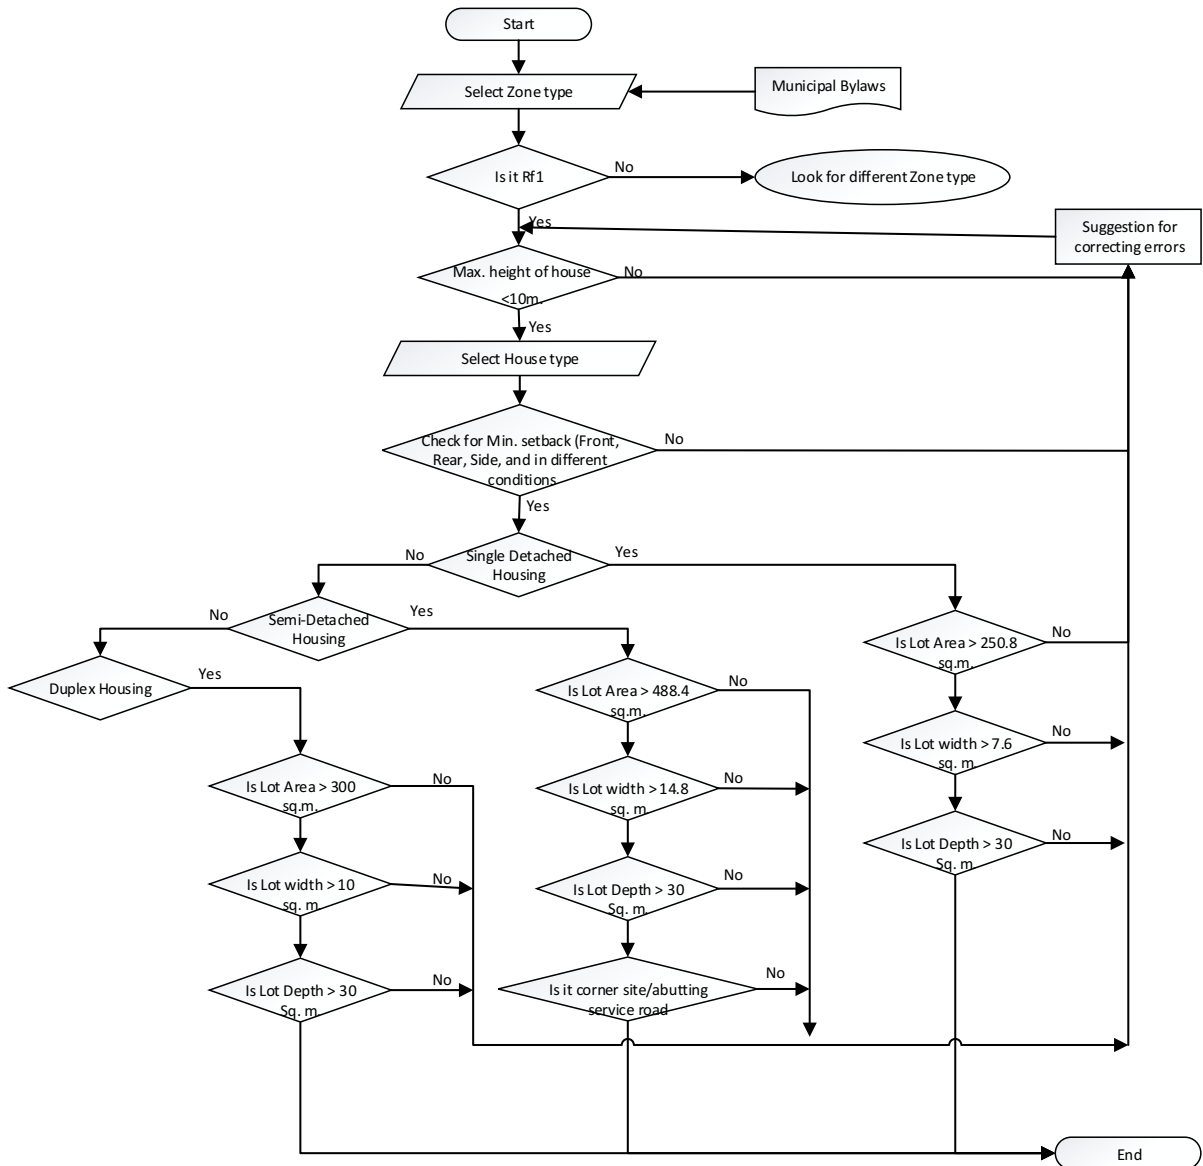 Start
Select Zone type
Municipal Bylaws
Is it Rf1
No
Look for different Zone type
Yes
Suggestion for
correcting errors
Max. height of house
<10m.
No
Yes
Select House type
Check for Min. setback (Front,
Rear, Side, and in different
conditions
No
Yes
Single Detached
Housing
No
Yes
Semi-Detached
Housing
No
Yes
Duplex Housing
Yes
Is Lot Area > 250.8
sq.m.
No
Is Lot width > 7.6
sq. m.
No
Is Lot Depth > 30
Sq. m.
No
Is Lot Area > 488.4
sq.m.
No
Is Lot width > 14.8
sq. m
No
Is Lot Depth > 30
Sq. m.
No
Is it corner site/abutting
service road
No
Is Lot Area > 300
sq.m.
No
Is Lot width > 10
sq. m
No
Is Lot Depth > 30
Sq. m.
No
End